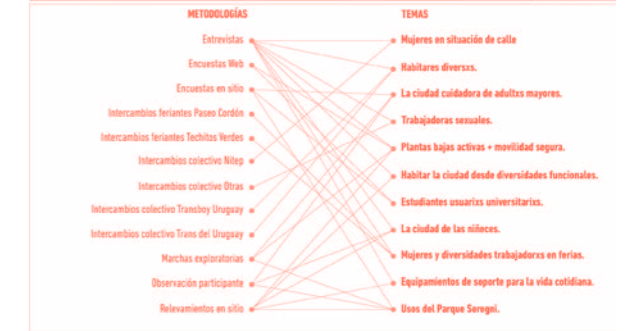 METODOLOGÍAS
Entrevistas
Encuestas Web
Encuestas en sitio
Intercambios feriantes Paseo Cordón
Intercambios feriantes Techitos Verdes
Intercambios colectivo Nitep
Intercambios colectivo Otras
Intercambios colectivo Transboy Uruguay
Intercambios colectivo Trans del Uruguay
Marchas exploratorias
Observación participante
Relevamientos en sitio
TEMAS
Mujeres en situación de calle
Habitares diversxs.
La ciudad cuidadora de adultxs mayores.
Trabajadoras sexuales.
Plantas bajas activas + movilidad segura.
Habitar la ciudad desde diversidades funcionales.
Estudiantes usuarixs universitarixs.
La ciudad de las niñeces.
Mujeres y diversidades trabajadorxs en ferias.
Equipamientos de soporte para la vida cotidiana.
Usos del Parque Seregni.